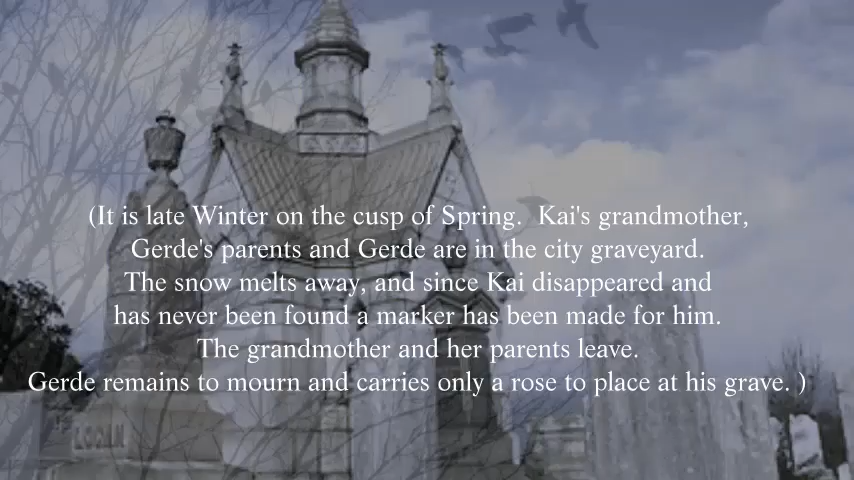 (It is late Winter on the cusp of Spring.  Kai's grandmother,
Gerde's parents and Gerde are in the city graveyard.
The snow melts away, and since Kai disappeared and
has never been found a marker has been made for him.
The grandmother and her parents leave.
Gerde remains to mourn and carries only a rose to place at his grave. )
LOGAN